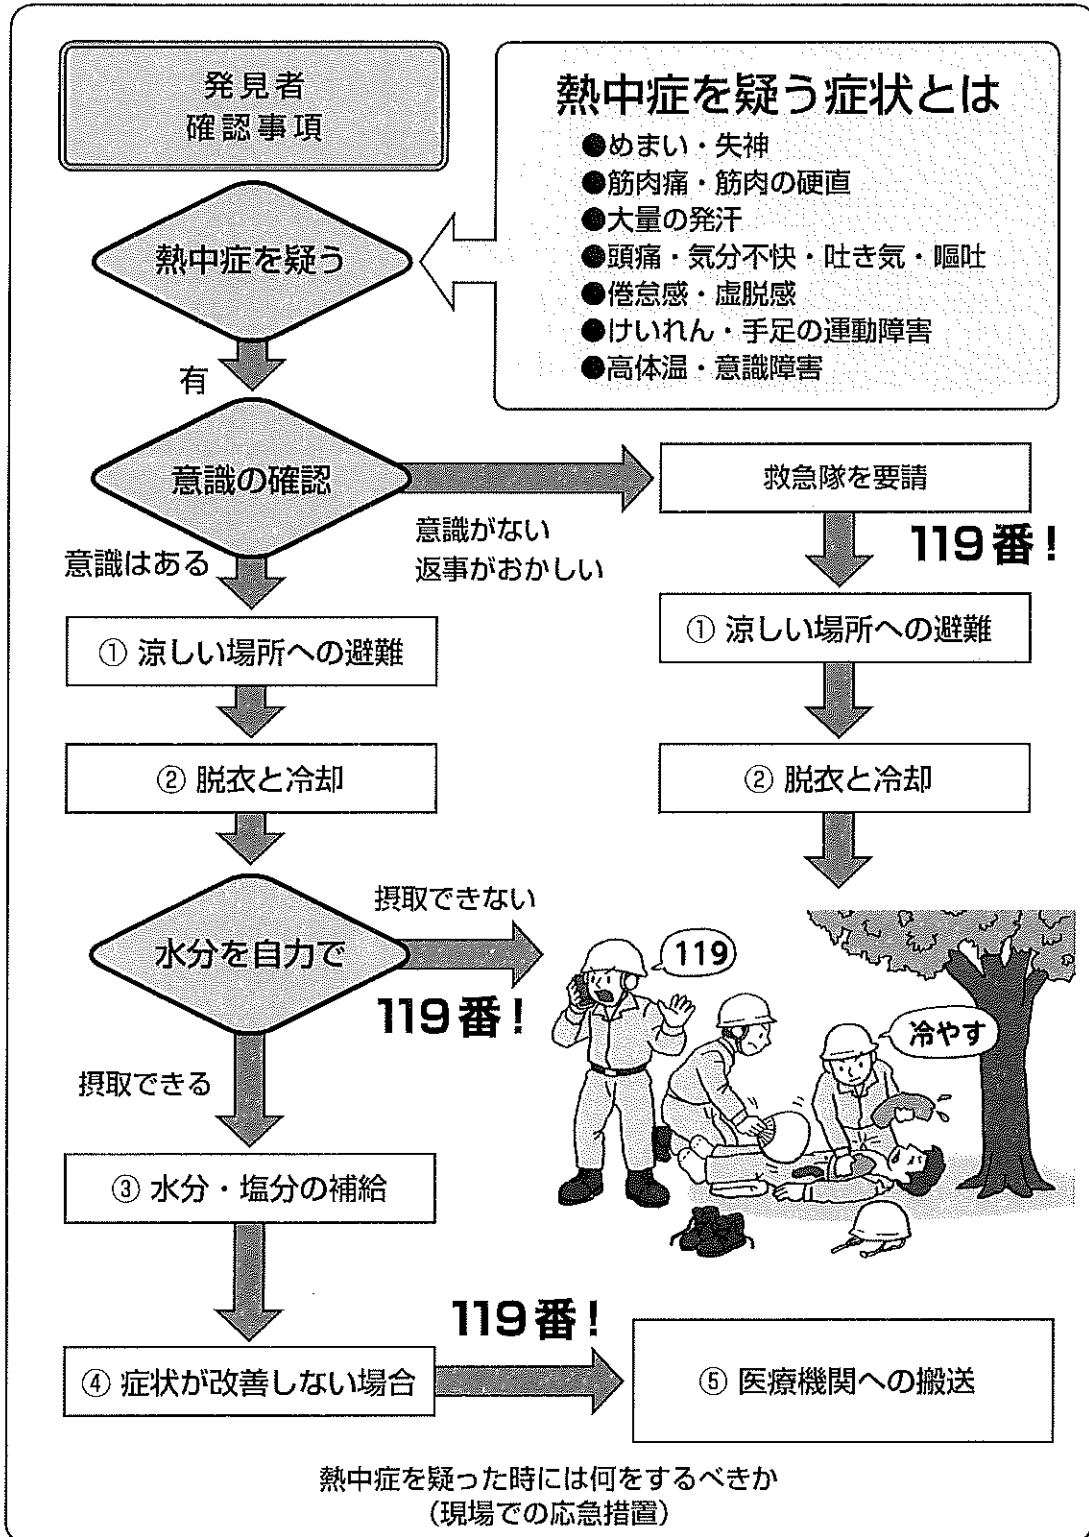 発見者
確認事項
熱中症を疑う症状とは
●めまい・失神
●筋肉痛・筋肉の硬直
●大量の発汗
●頭痛・気分不快・吐き気・嘔吐
●倦怠感・虚脱感
●けいれん・手足の運動障害
●高体温・意識障害
熱中症を疑う
有
意識の確認
意識がない
返事がおかしい
救急隊を要請
119番!
意識はある
① 涼しい場所への避難
① 涼しい場所への避難
② 脱衣と冷却
② 脱衣と冷却
水分を自力で
摂取できない
119番!
119
冷やす
摂取できる
③ 水分・塩分の補給
④ 症状が改善しない場合
119番!
⑤ 医療機関への搬送
熱中症を疑った時には何をするべきか
(現場での応急措置)